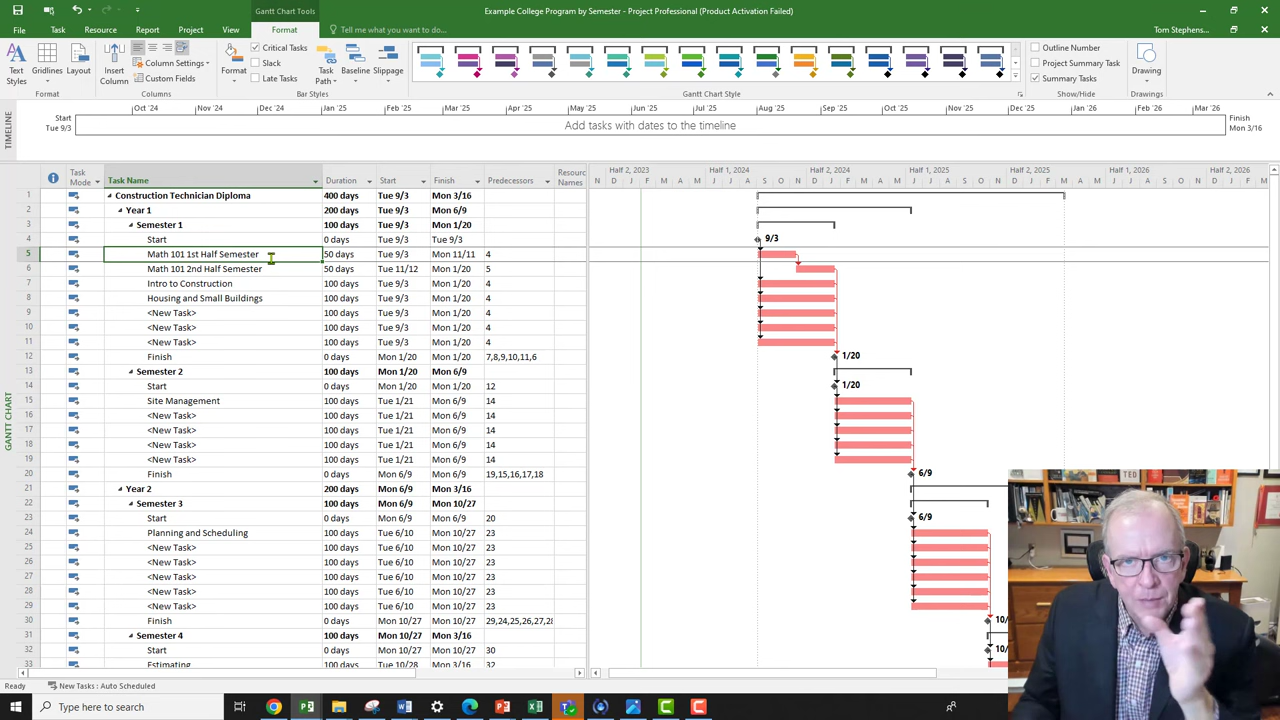 Gantt Chart Tools
Example College Program by Semester - Project Professional (Product Activation Failed)
Tom Stephens...
File Task Resource Report Project View Format Tell me what you want to do...
Text Styles
Gridlines
Layout
Format
Insert Column
Column Settings
Custom Fields
Columns
Format
Critical Tasks
Slack
Late Tasks
Task Path
Baseline
Slippage
Bar Styles
Gantt Chart Style
Outline Number
Project Summary Task
Summary Tasks
Show/Hide
Drawing
Drawings
TIMELINE
Oct '24 Nov '24 Dec '24 Jan '25 Feb '25 Mar '25 Apr '25 May '25 Jun '25 Jul '25 Aug '25 Sep '25 Oct '25 Nov '25 Dec '25 Jan '26 Feb '26 Mar '26
Start
Tue 9/3
Add tasks with dates to the timeline
Finish
Mon 3/16
GANTT CHART
Task Mode Task Name Duration Start Finish Predecessors Resource Names
Half 2, 2023 Half 1, 2024 Half 2, 2024 Half 1, 2025 Half 2, 2025 Half 1, 2026 Half 2, 2026
N D J F M A M J J A S O N D J F M A M J J A S O N D J F M A M J J A S
1 Construction Technician Diploma 400 days Tue 9/3 Mon 3/16
2 Year 1 200 days Tue 9/3 Mon 6/9
3 Semester 1 100 days Tue 9/3 Mon 1/20
4 Start 0 days Tue 9/3 Tue 9/3 9/3
5 Math 101 1st Half Semester 50 days Tue 9/3 Mon 11/11 4
6 Math 101 2nd Half Semester 50 days Tue 11/12 Mon 1/20 5
7 Intro to Construction 100 days Tue 9/3 Mon 1/20 4
8 Housing and Small Buildings 100 days Tue 9/3 Mon 1/20 4
9 <New Task> 100 days Tue 9/3 Mon 1/20 4
10 <New Task> 100 days Tue 9/3 Mon 1/20 4
11 <New Task> 100 days Tue 9/3 Mon 1/20 4
12 Finish 0 days Mon 1/20 Mon 1/20 7,8,9,10,11,6 1/20
13 Semester 2 100 days Mon 1/20 Mon 6/9
14 Start 0 days Mon 1/20 Mon 1/20 12 1/20
15 Site Management 100 days Tue 1/21 Mon 6/9 14
16 <New Task> 100 days Tue 1/21 Mon 6/9 14
17 <New Task> 100 days Tue 1/21 Mon 6/9 14
18 <New Task> 100 days Tue 1/21 Mon 6/9 14
19 <New Task> 100 days Tue 1/21 Mon 6/9 14
20 Finish 0 days Mon 6/9 Mon 6/9 19,15,16,17,18 6/9
21 Year 2 200 days Mon 6/9 Mon 3/16
22 Semester 3 100 days Mon 6/9 Mon 10/27
23 Start 0 days Mon 6/9 Mon 6/9 20 6/9
24 Planning and Scheduling 100 days Tue 6/10 Mon 10/27 23
25 <New Task> 100 days Tue 6/10 Mon 10/27 23
26 <New Task> 100 days Tue 6/10 Mon 10/27 23
27 <New Task> 100 days Tue 6/10 Mon 10/27 23
28 <New Task> 100 days Tue 6/10 Mon 10/27 23
29 <New Task> 100 days Tue 6/10 Mon 10/27 23
30 Finish 0 days Mon 10/27 Mon 10/27 29,24,25,26,27,28 10/
31 Semester 4 100 days Mon 10/27 Mon 3/16
32 Start 0 days Mon 10/27 Mon 10/27 30 10/
33 Estimating 100 days Tue 10/28 Mon 3/16 32
TED
Ready New Tasks : Auto Scheduled
Type here to search